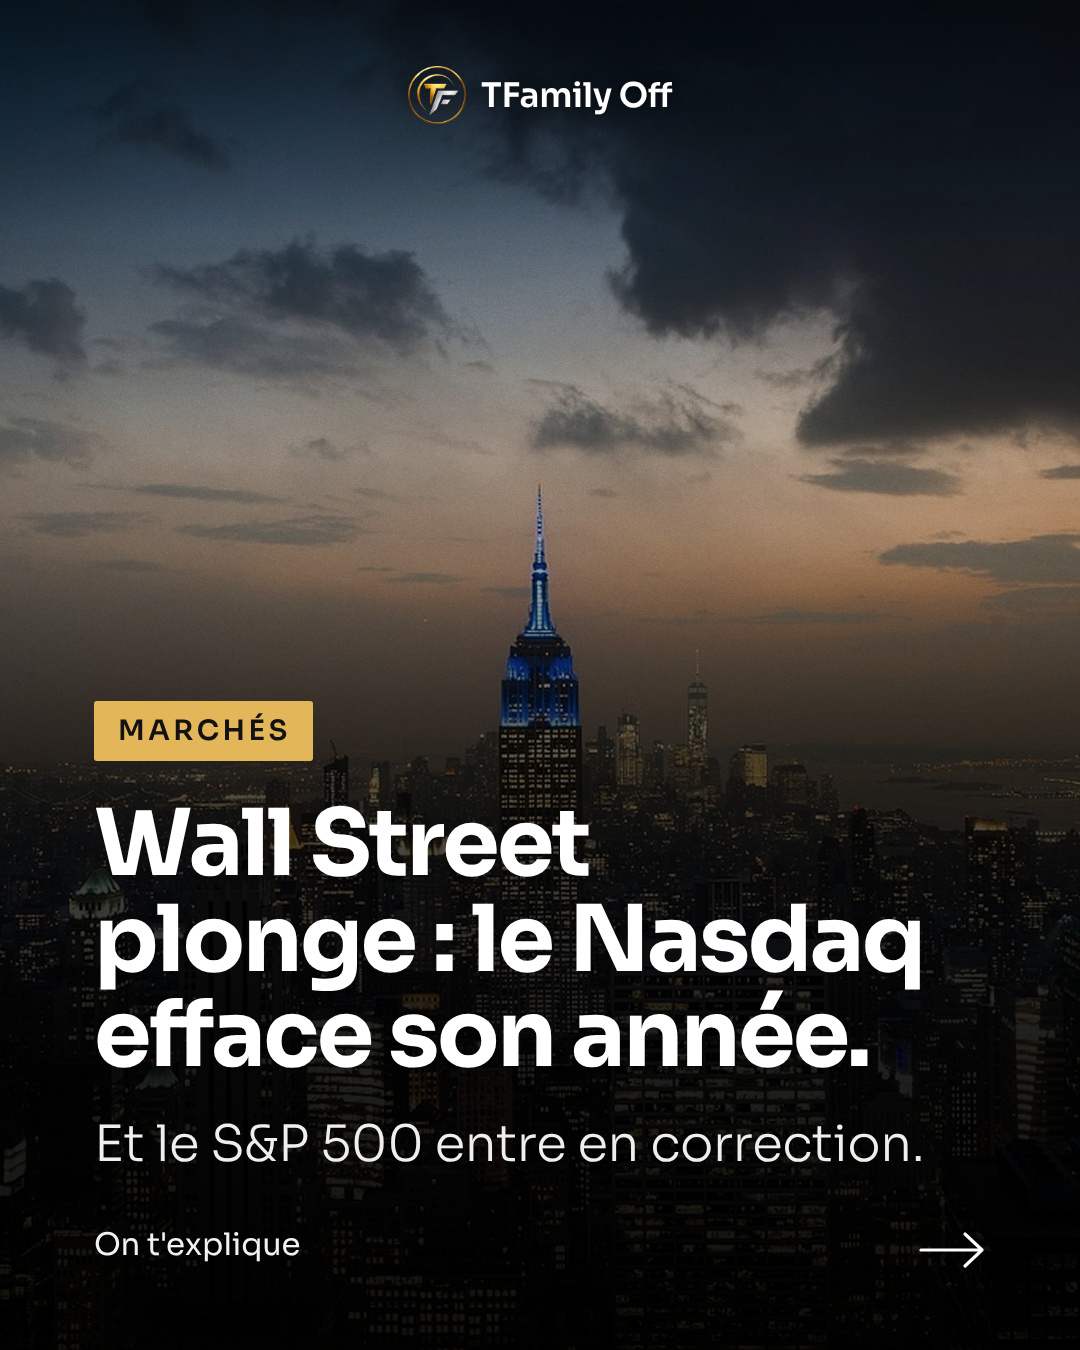 TFamily Off
MARCHÉS
Wall Street
plonge : le Nasdaq
efface son année.
Et le S&P 500 entre en correction.
On t'explique